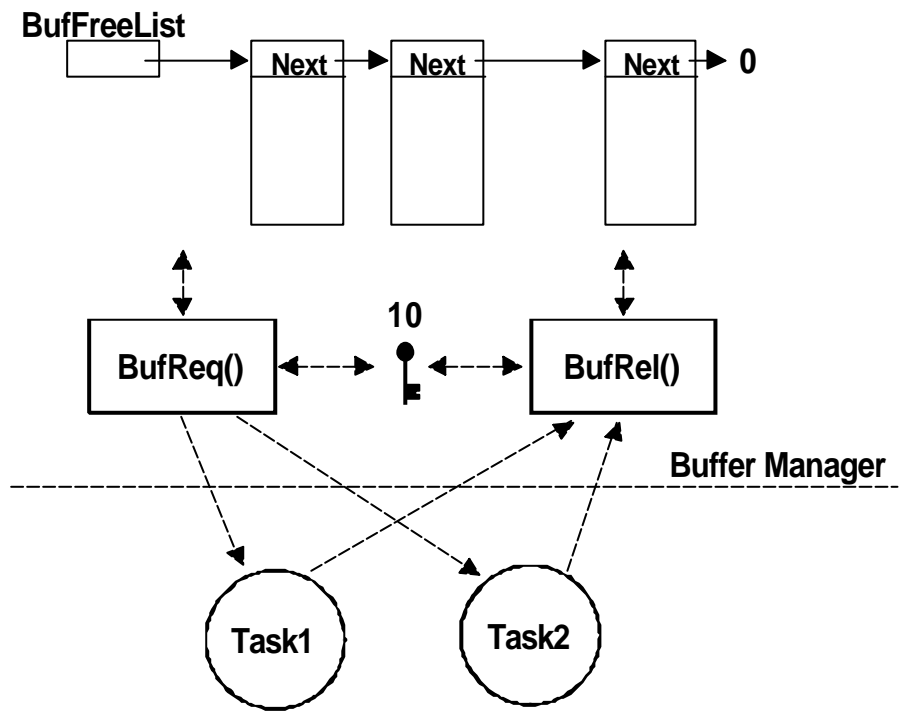 BufFreeList
Next Next Next 0
10
BufReq() BufRel()
Buffer Manager
Task1 Task2